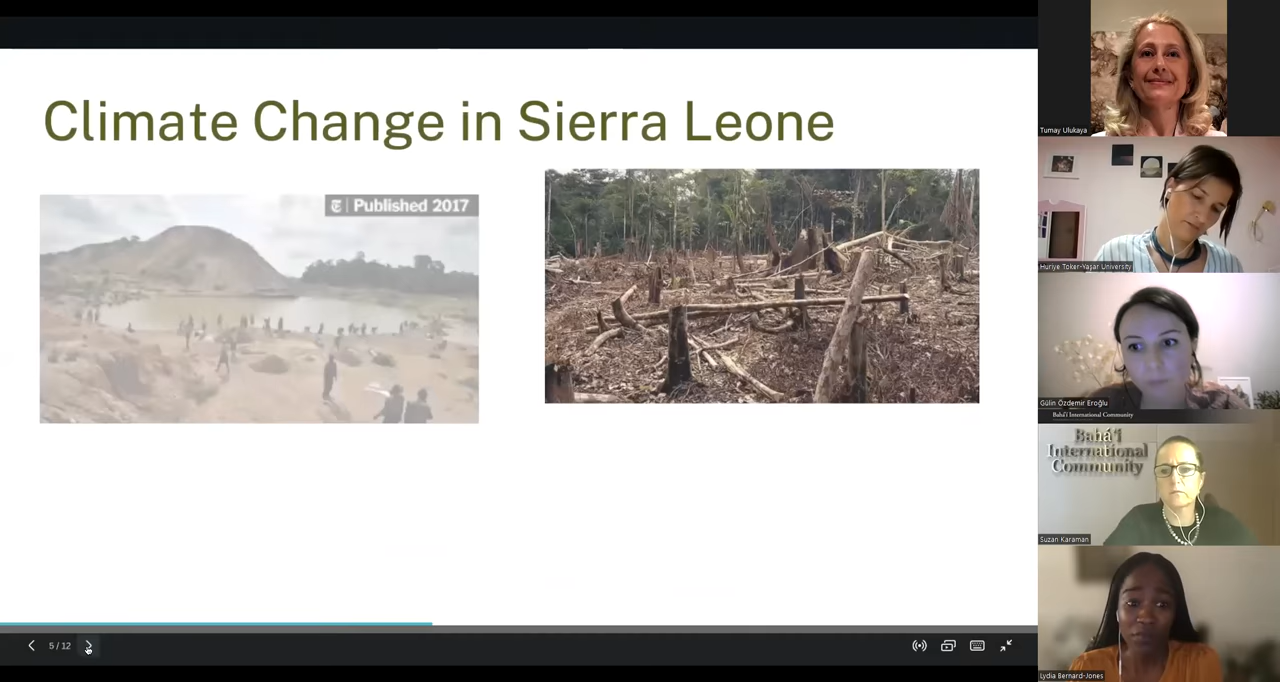 Climate Change in Sierra Leone
Published 2017
5 / 12
Tumay Ulukaya
Huriye Toker-Yaşar University
Gülin Özdemir Eroğlu
Bahá'í International Community
Bahá'í
International
Community
Suzan Karaman
Lydia Bernard-Jones